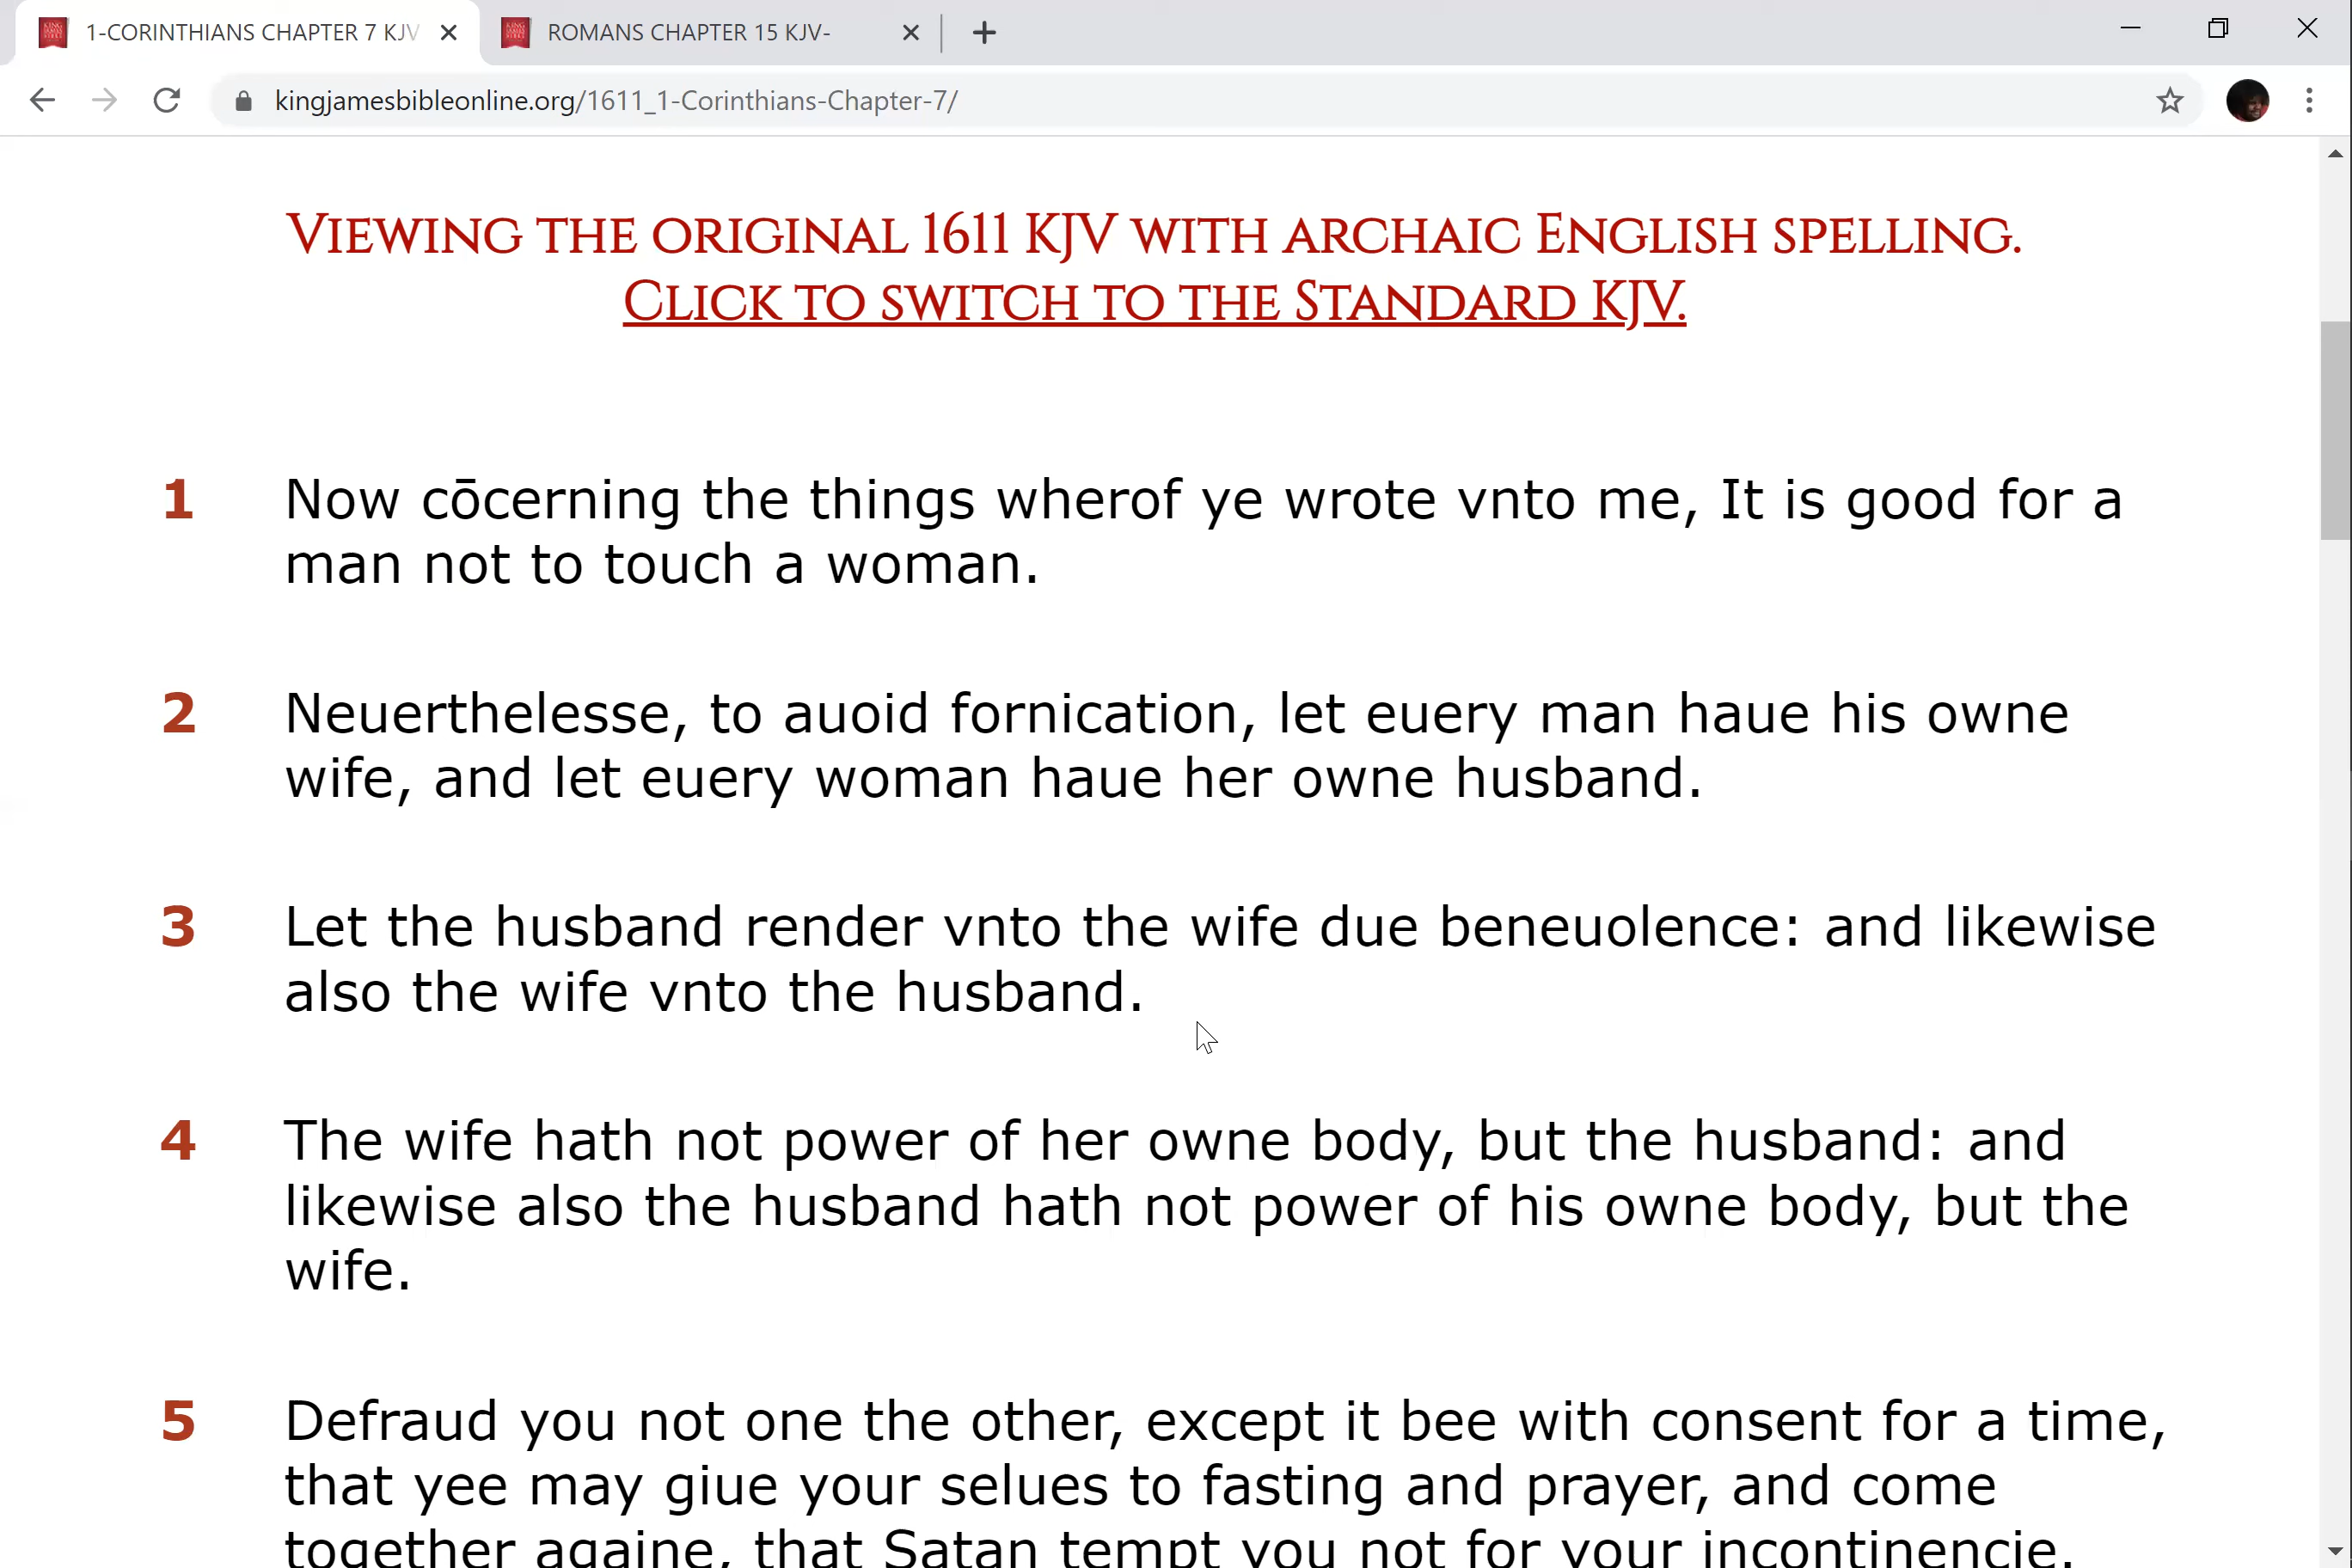 1-CORINTHIANS CHAPTER 7 KJV
ROMANS CHAPTER 15 KJV-
kingjamesbibleonline.org/1611_1-Corinthians-Chapter-7/
VIEWING THE ORIGINAL 1611 KJV WITH ARCHAIC ENGLISH SPELLING.
CLICK TO SWITCH TO THE STANDARD KJV.
1 Now cōcerning the things wherof ye wrote vnto me, It is good for a
man not to touch a woman.
2 Neuerthelesse, to auoid fornication, let euery man haue his owne
wife, and let euery woman haue her owne husband.
3 Let the husband render vnto the wife due beneuolence: and likewise
also the wife vnto the husband.
4 The wife hath not power of her owne body, but the husband: and
likewise also the husband hath not power of his owne body, but the
wife.
5 Defraud you not one the other, except it bee with consent for a time,
that yee may giue your selues to fasting and prayer, and come
together againe, that Satan tempt you not for your incontinencie.